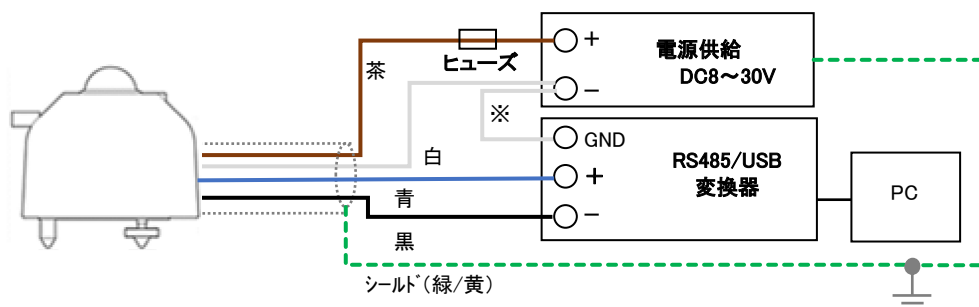 +
電源供給
DC8～30V
ヒューズ
茶
−
※
GND
白
RS485/USB
変換器
+
PC
青
−
黒
シールド(緑/黄)